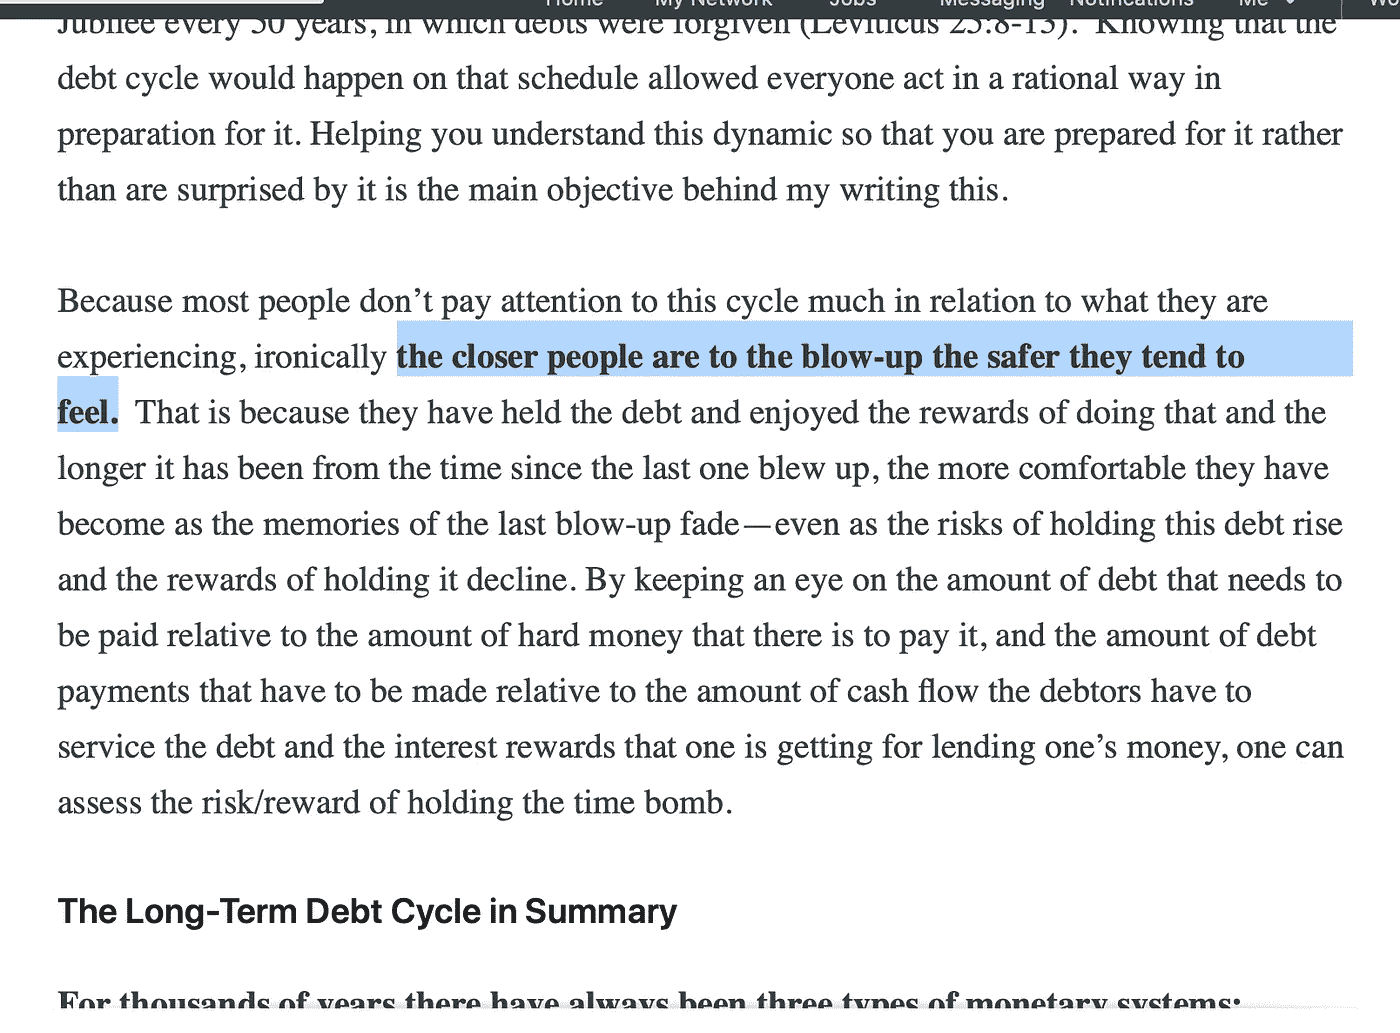 Home My Network Jobs Messaging Notifications Me
Jubilee every 50 years, in which debts were forgiven (Leviticus 25:8-13).  Knowing that the
debt cycle would happen on that schedule allowed everyone act in a rational way in
preparation for it. Helping you understand this dynamic so that you are prepared for it rather
than are surprised by it is the main objective behind my writing this.
Because most people don’t pay attention to this cycle much in relation to what they are
experiencing, ironically the closer people are to the blow-up the safer they tend to
feel.  That is because they have held the debt and enjoyed the rewards of doing that and the
longer it has been from the time since the last one blew up, the more comfortable they have
become as the memories of the last blow-up fade—even as the risks of holding this debt rise
and the rewards of holding it decline. By keeping an eye on the amount of debt that needs to
be paid relative to the amount of hard money that there is to pay it, and the amount of debt
payments that have to be made relative to the amount of cash flow the debtors have to
service the debt and the interest rewards that one is getting for lending one’s money, one can
assess the risk/reward of holding the time bomb.
The Long-Term Debt Cycle in Summary
For thousands of years there have always been three types of monetary systems: